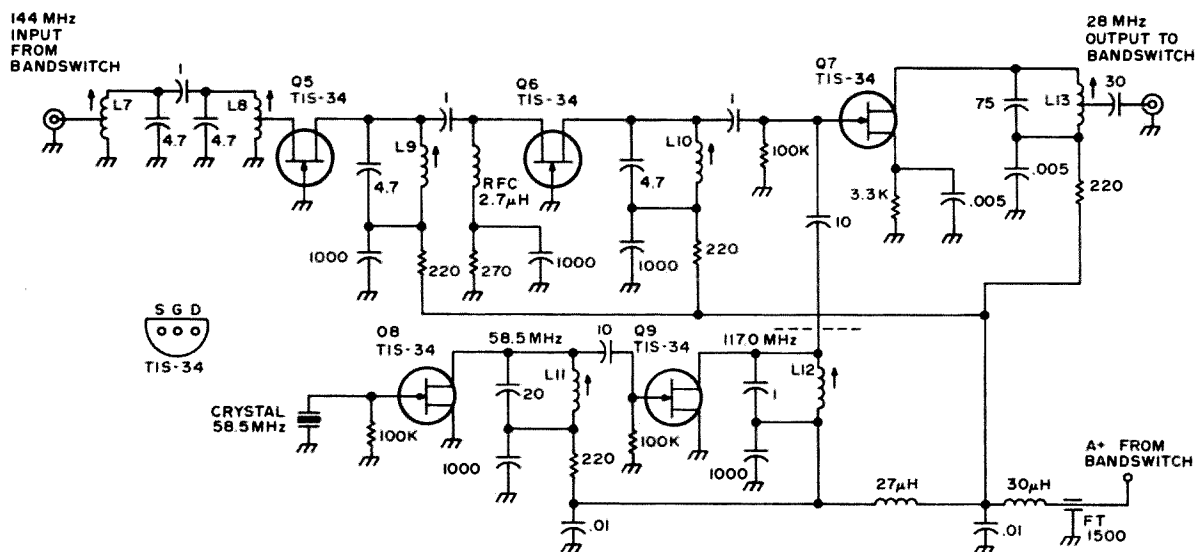 144 MHz
INPUT
FROM
BANDSWITCH
28 MHz
OUTPUT TO
BANDSWITCH
Q5
TIS-34
Q6
TIS-34
Q7
TIS-34
1
L7
L8
4.7
4.7
1
L9
4.7
RFC
2.7µH
1000
220
270
1000
1
L10
4.7
1000
220
100K
10
3.3K
.005
75
L13
30
.005
220
S G D
TIS-34
Q8
TIS-34
58.5MHz
10
Q9
TIS-34
117.0 MHz
L11
20
L12
1
CRYSTAL
58.5MHz
100K
1000
220
100K
1000
.01
27µH
30µH
.01
A+ FROM
BANDSWITCH
FT
1500